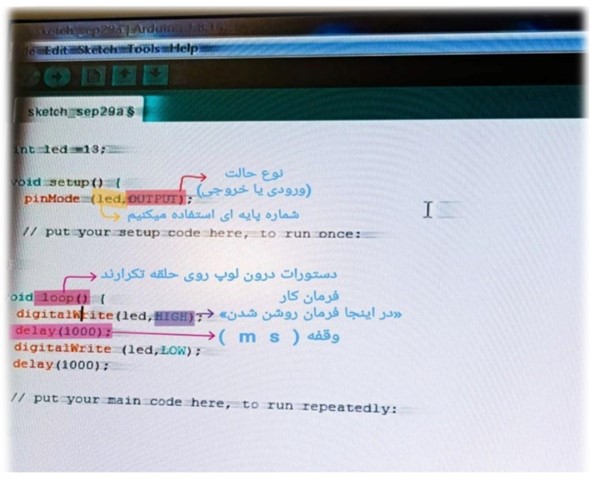 sketch_sep29a | Arduino 1.8.
Edit Sketch Tools Help
sketch_sep29a §
int led =13;
void setup() {
pinMode (led,OUTPUT);
نوع حالت
(ورودی یا خروجی)
شماره پایه ای استفاده میکنیم
// put your setup code here, to run once:
دستورات درون لوپ روی حلقه تکرارند
oid loop() {
فرمان کار
digitalWrite(led,HIGH);
«در اینجا فرمان روشن شدن»
delay(1000);
وقفه ( m s )
digitalWrite (led,LOW);
delay(1000);
// put your main code here, to run repeatedly: